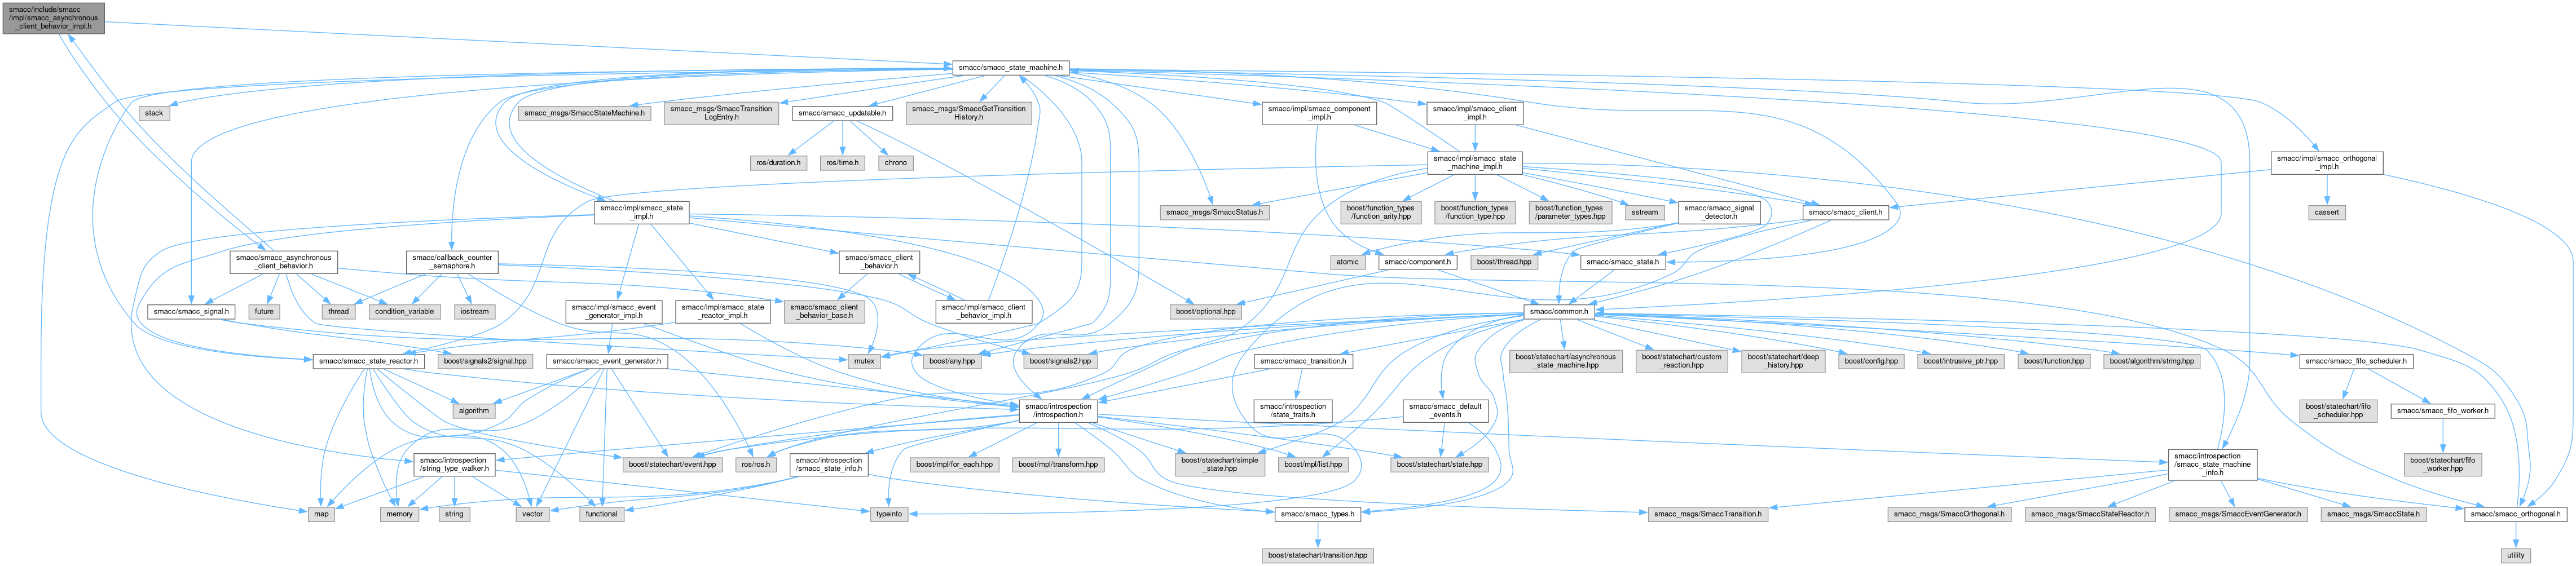 smacc/include/smacc
/impl/smacc_asynchronous
_client_behavior_impl.h
smacc/smacc_state_machine.h
stack
smacc_msgs/SmaccStateMachine.h
smacc_msgs/SmaccTransition
LogEntry.h
smacc/smacc_updatable.h
smacc_msgs/SmaccGetTransition
History.h
smacc/impl/smacc_component
_impl.h
smacc/impl/smacc_client
_impl.h
ros/duration.h
ros/time.h
chrono
smacc/impl/smacc_state
_machine_impl.h
smacc/impl/smacc_orthogonal
_impl.h
smacc/impl/smacc_state
_impl.h
smacc_msgs/SmaccStatus.h
boost/function_types
/function_arity.hpp
boost/function_types
/function_type.hpp
boost/function_types
/parameter_types.hpp
sstream
smacc/smacc_signal
_detector.h
smacc/smacc_client.h
cassert
smacc/smacc_asynchronous
_client_behavior.h
smacc/callback_counter
_semaphore.h
smacc/smacc_client
_behavior.h
atomic
smacc/component.h
boost/thread.hpp
smacc/smacc_state.h
smacc/smacc_signal.h
future
thread
condition_variable
iostream
smacc/impl/smacc_event
_generator_impl.h
smacc/impl/smacc_state
_reactor_impl.h
smacc/smacc_client
_behavior_base.h
smacc/impl/smacc_client
_behavior_impl.h
boost/optional.hpp
smacc/common.h
smacc/smacc_state_reactor.h
boost/signals2/signal.hpp
smacc/smacc_event_generator.h
mutex
boost/any.hpp
boost/signals2.hpp
smacc/smacc_transition.h
boost/statechart/asynchronous
_state_machine.hpp
boost/statechart/custom
_reaction.hpp
boost/statechart/deep
_history.hpp
boost/config.hpp
boost/intrusive_ptr.hpp
boost/function.hpp
boost/algorithm/string.hpp
smacc/smacc_fifo_scheduler.h
algorithm
smacc/introspection
/introspection.h
smacc/introspection
/state_traits.h
smacc/smacc_default
_events.h
boost/statechart/fifo
_scheduler.hpp
smacc/smacc_fifo_worker.h
smacc/introspection
/string_type_walker.h
boost/statechart/event.hpp
ros/ros.h
smacc/introspection
/smacc_state_info.h
boost/mpl/for_each.hpp
boost/mpl/transform.hpp
boost/statechart/simple
_state.hpp
boost/mpl/list.hpp
boost/statechart/state.hpp
smacc/introspection
/smacc_state_machine
_info.h
boost/statechart/fifo
_worker.hpp
map
memory
string
vector
functional
typeinfo
smacc/smacc_types.h
smacc_msgs/SmaccTransition.h
smacc_msgs/SmaccOrthogonal.h
smacc_msgs/SmaccStateReactor.h
smacc_msgs/SmaccEventGenerator.h
smacc_msgs/SmaccState.h
smacc/smacc_orthogonal.h
boost/statechart/transition.hpp
utility